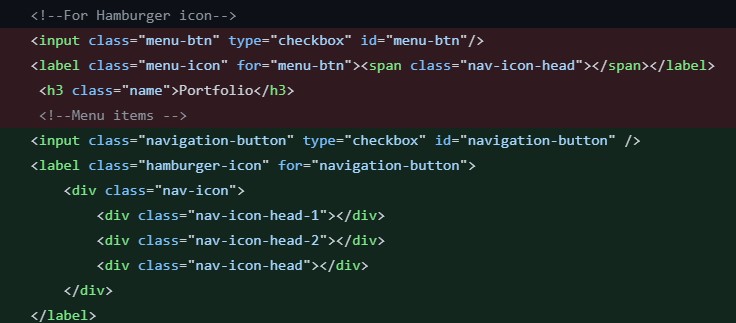 <!--For Hamburger icon-->
<input class="menu-btn" type="checkbox" id="menu-btn"/>
<label class="menu-icon" for="menu-btn"><span class="nav-icon-head"></span></label>
<h3 class="name">Portfolio</h3>
<!--Menu items -->
<input class="navigation-button" type="checkbox" id="navigation-button" />
<label class="hamburger-icon" for="navigation-button">
<div class="nav-icon">
<div class="nav-icon-head-1"></div>
<div class="nav-icon-head-2"></div>
<div class="nav-icon-head"></div>
</div>
</label>